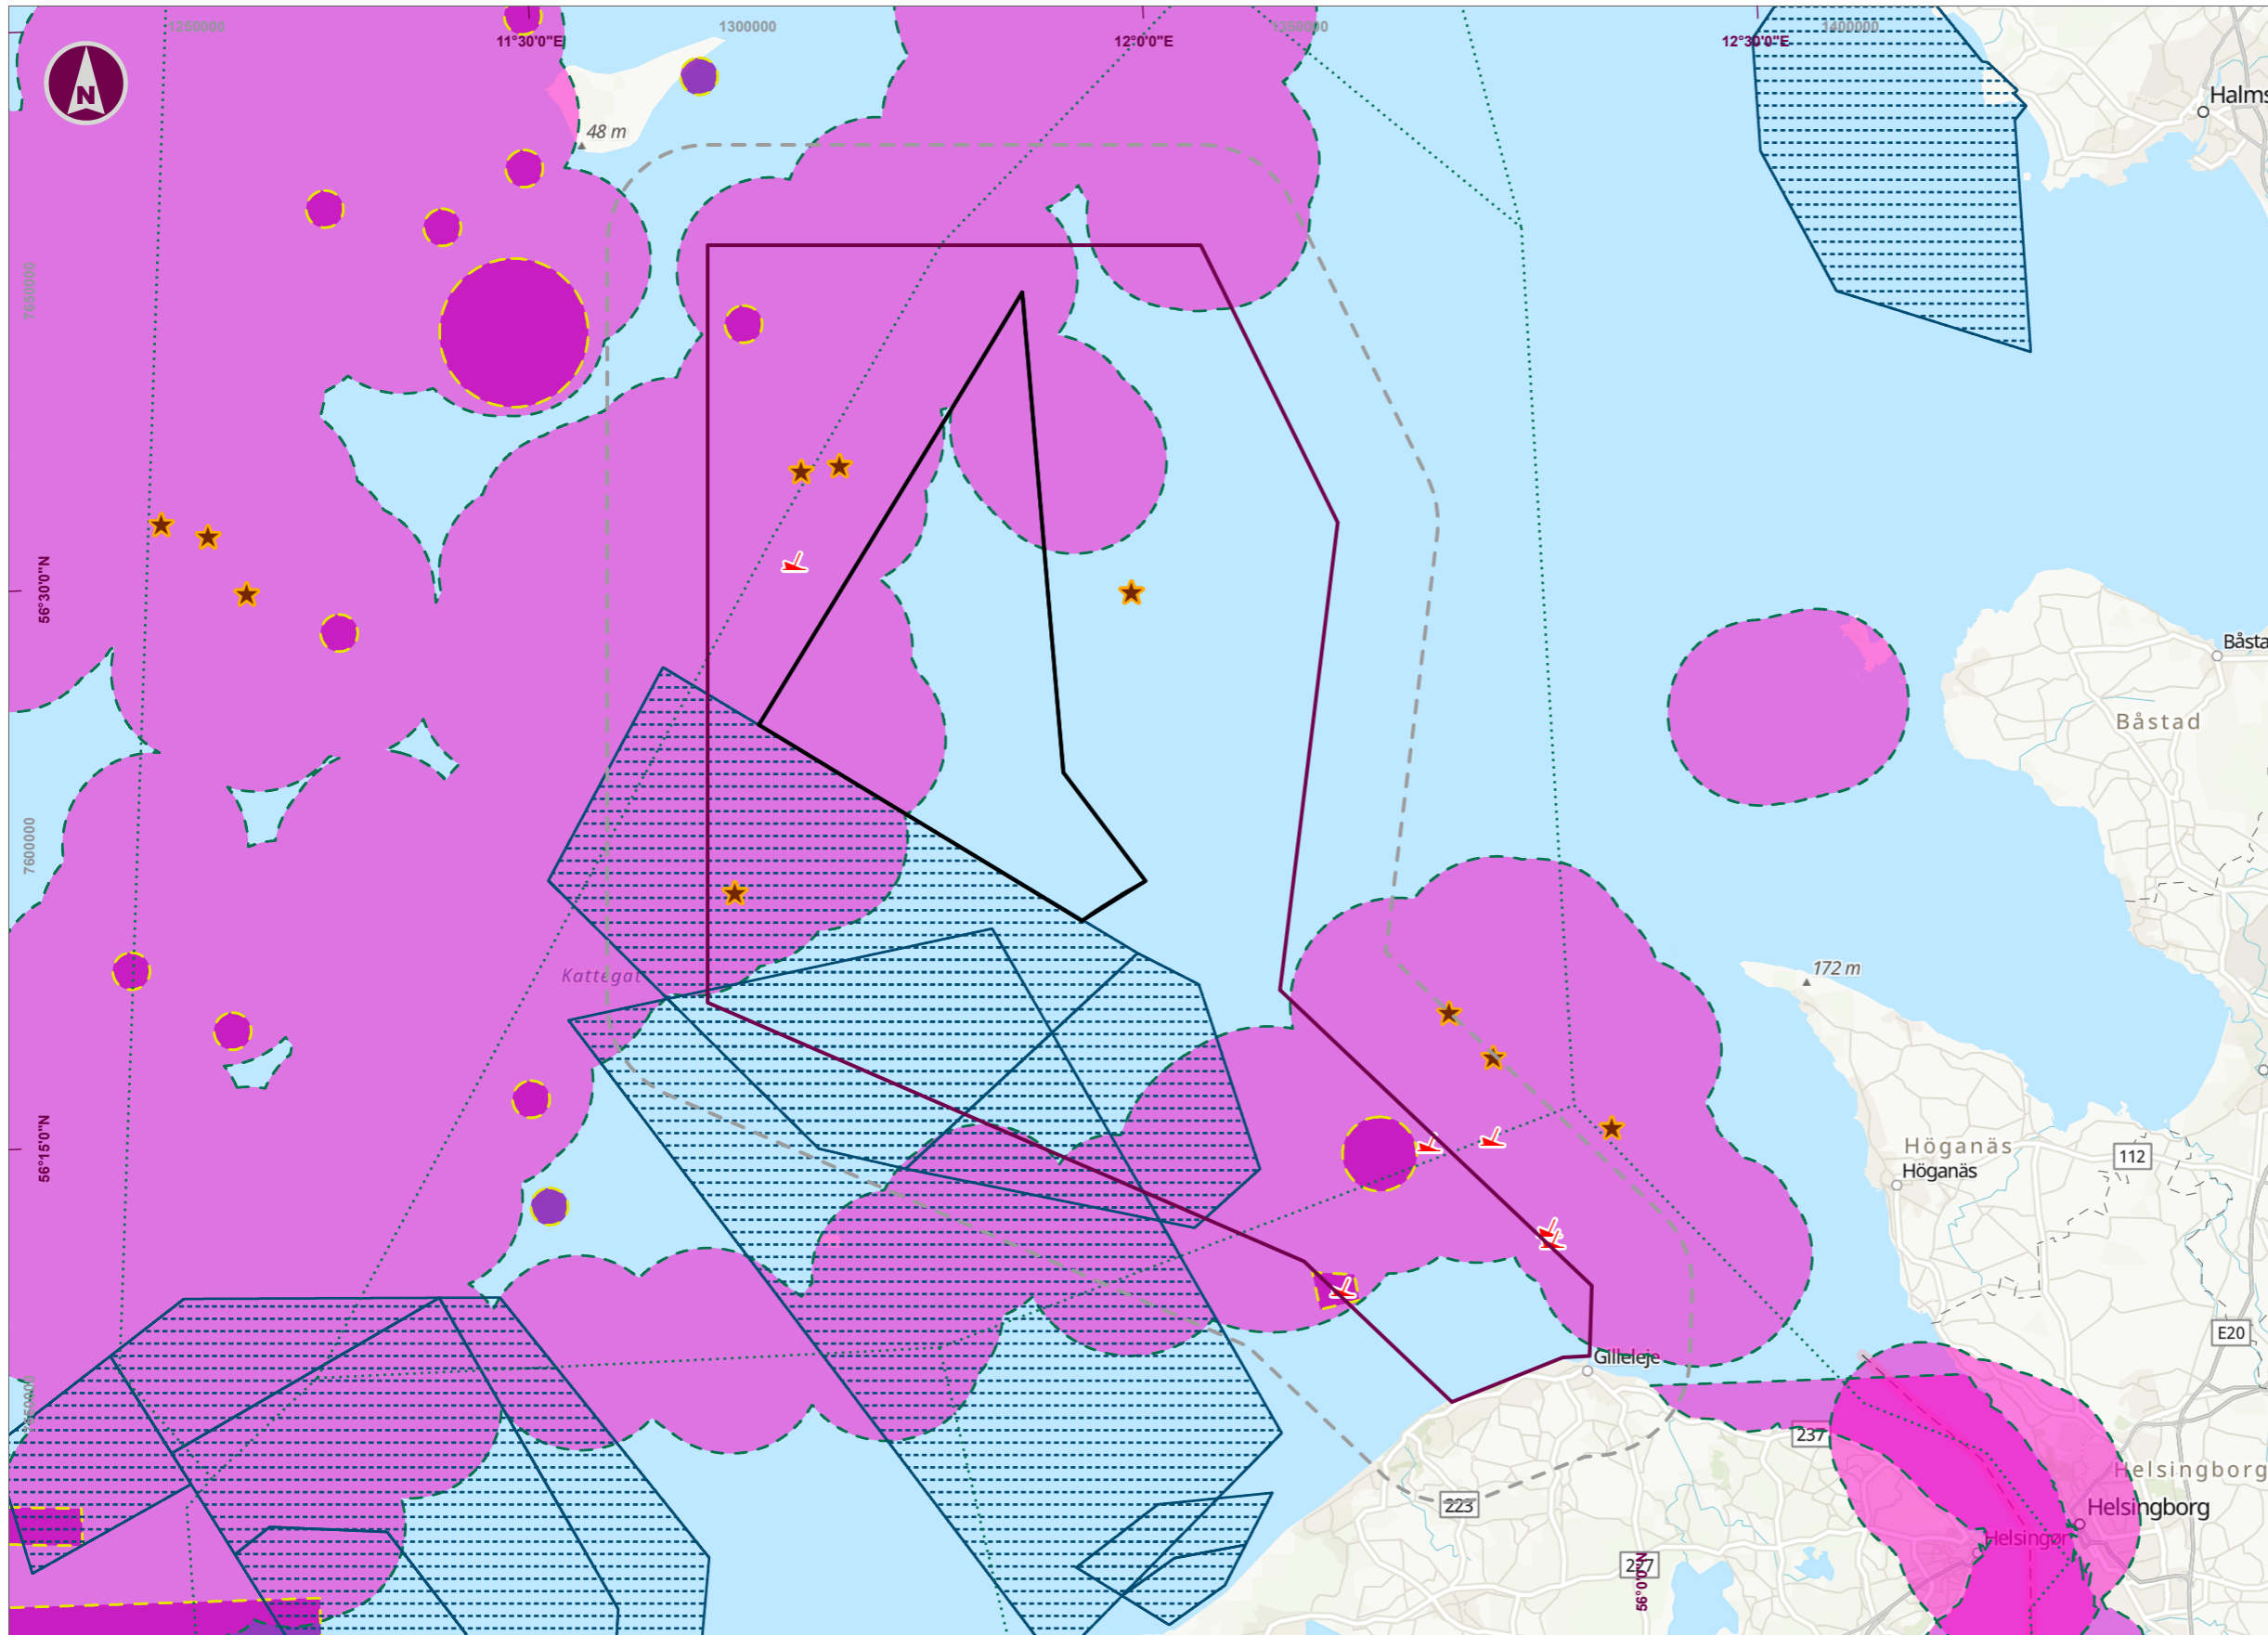 1250000
1300000
1350000
1400000
11°30'0"E
12°0'0"E
12°30'0"E
N
Halms
48 m
7650000
56°30'0"N
Båsta
Båstad
7600000
Kattegat
172 m
56°15'0"N
Höganäs
Höganäs
112
E20
Gilleleje
237
Helsingborg
223
Helsingborg
Helsingør
227
56°0'0"N